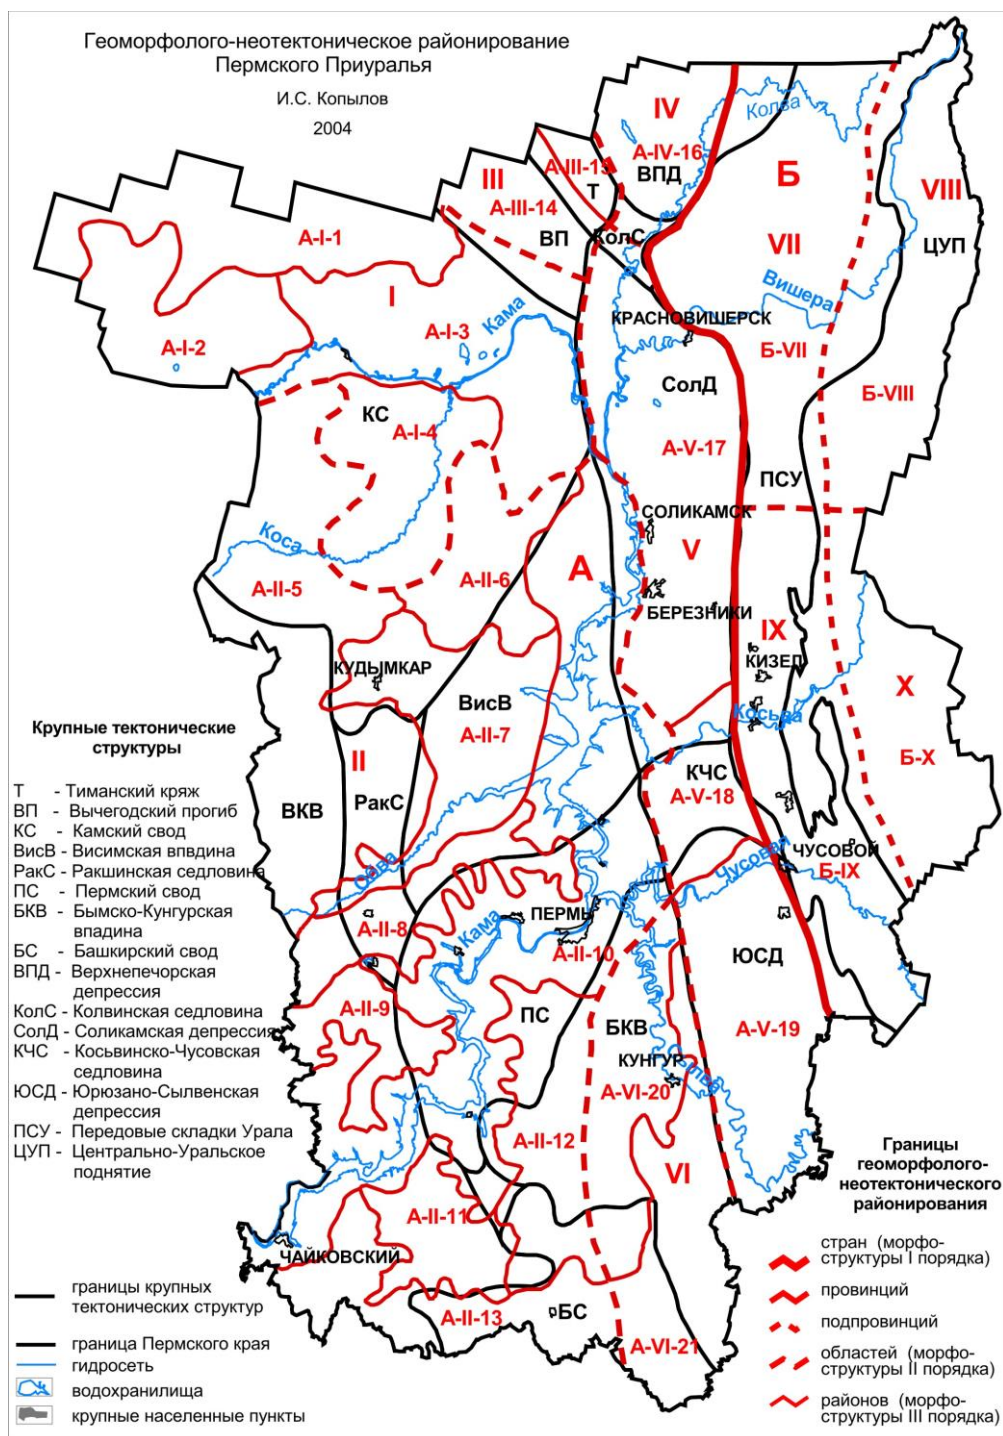 Геоморфолого-неотектоническое районирование
Пермского Приуралья
И.С. Копылов
2004
IV
Колва
А-IV-16
ВПД
Б
VIII
А-III-15
Т
III
А-III-14
ВП
КолС
VII
ЦУП
А-I-1
I
Вишера
Кама
КРАСНОВИШЕРСК
А-I-3
А-I-2
Б-VII
СолД
Б-VIII
КС
А-I-4
А-V-17
ПСУ
СОЛИКАМСК
Коса
V
А
А-II-5
А-II-6
БЕРЕЗНИКИ
IX
КИЗЕЛ
КУДЫМКАР
X
ВисВ
А-II-7
Косьва
Б-X
II
КЧС
А-V-18
ВКВ
РакС
ЧУСОВОЙ
Чусовая
Б-IX
Обва
ПЕРМЬ
Кама
А-II-8
А-II-10
ЮСД
А-II-9
ПС
БКВ
А-V-19
КУНГУР
Сылва
А-VI-20
А-II-12
VI
А-II-11
ЧАЙКОВСКИЙ
А-II-13
БС
А-VI-21
Крупные тектонические
структуры
Т - Тиманский кряж
ВП - Вычегодский прогиб
КС - Камский свод
ВисВ - Висимская впвдина
РакС - Ракшинская седловина
ПС - Пермский свод
БКВ - Бымско-Кунгурская
впадина
БС - Башкирский свод
ВПД - Верхнепечорская
депрессия
КолС - Колвинская седловина
СолД - Соликамская депрессия
КЧС - Косьвинско-Чусовская
седловина
ЮСД - Юрюзано-Сылвенская
депрессия
ПСУ - Передовые складки Урала
ЦУП - Центрально-Уральское
поднятие
границы крупных
тектонических структур
граница Пермского края
гидросеть
водохранилища
крупные населенные пункты
Границы
геоморфолого-
неотектонического
районирования
стран (морфо-
структуры I порядка)
провинций
подпровинций
областей (морфо-
структуры II порядка)
районов (морфо-
структуры III порядка)